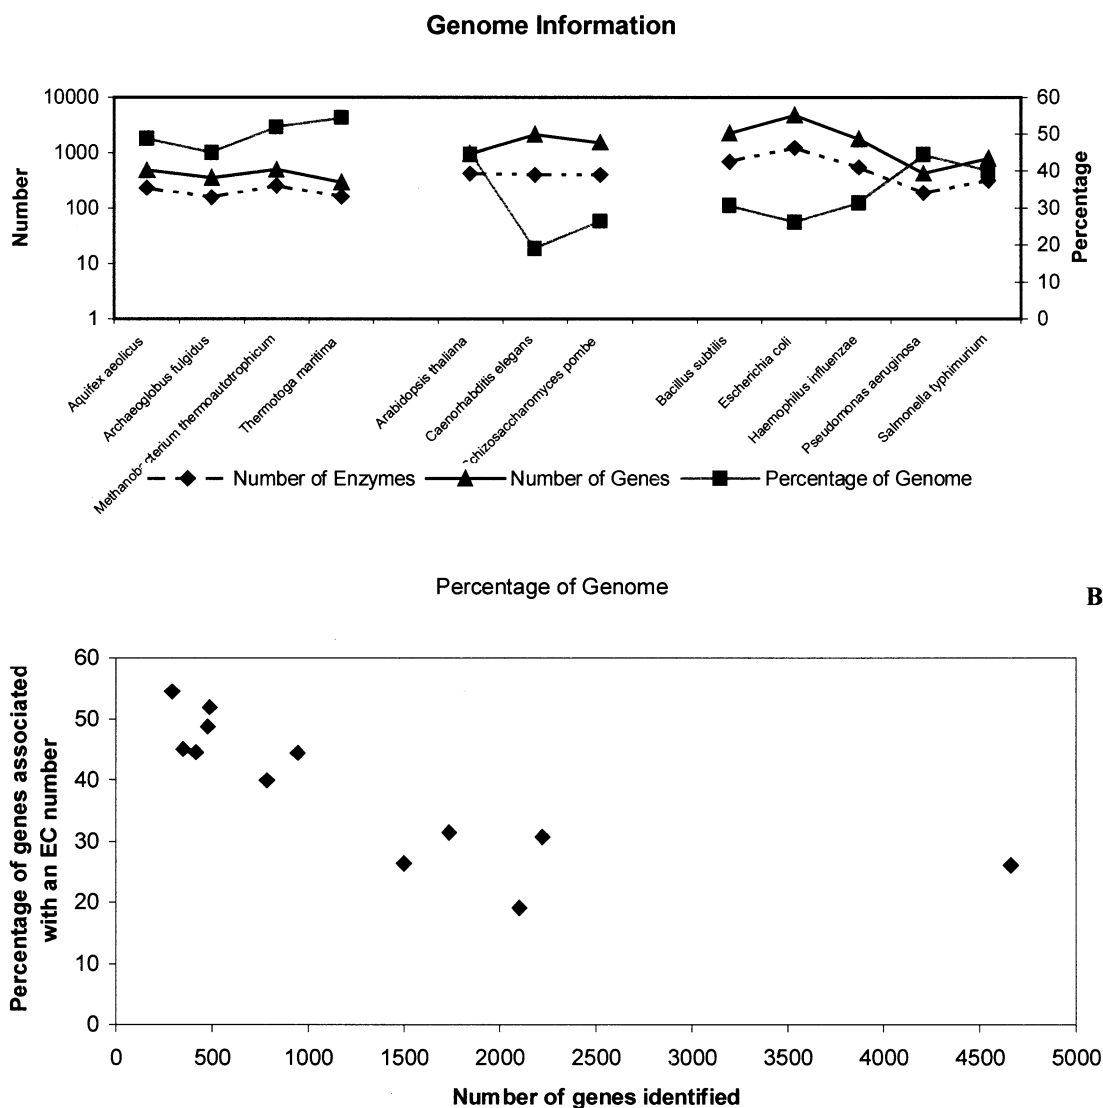 Genome Information
10000
1000
100
10
1
Number
60
50
40
30
20
10
0
Percentage
Aquifex aeolicus
Archaeoglobus fulgidus
Methanobacterium thermoautotrophicum
Thermotoga maritima
Arabidopsis thaliana
Caenorhabditis elegans
chizosaccharomyces pombe
Bacillus subtilis
Escherichia coli
Haemophilus influenzae
Pseudomonas aeruginosa
Salmonella typhimurium
Number of Enzymes
Number of Genes
Percentage of Genome
Percentage of Genome
B
Percentage of genes associated
with an EC number
60
50
40
30
20
10
0
0 500 1000 1500 2000 2500 3000 3500 4000 4500 5000
Number of genes identified